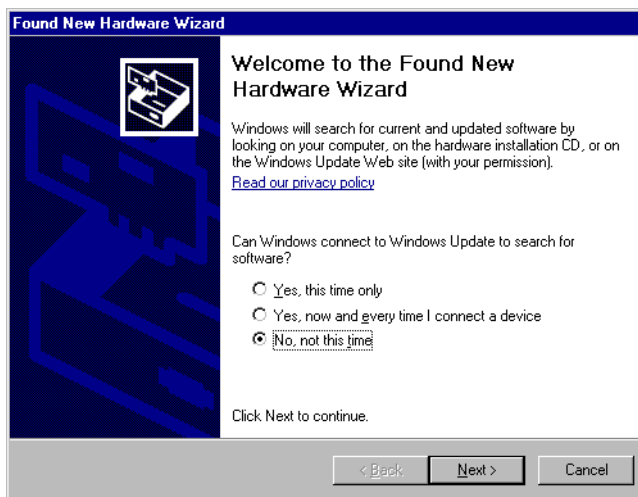 Found New Hardware Wizard
Welcome to the Found New
Hardware Wizard
Windows will search for current and updated software by
looking on your computer, on the hardware installation CD, or on
the Windows Update Web site (with your permission).
Read our privacy policy
Can Windows connect to Windows Update to search for
software?
Yes, this time only
Yes, now and every time I connect a device
No, not this time
Click Next to continue.
< Back
Next >
Cancel